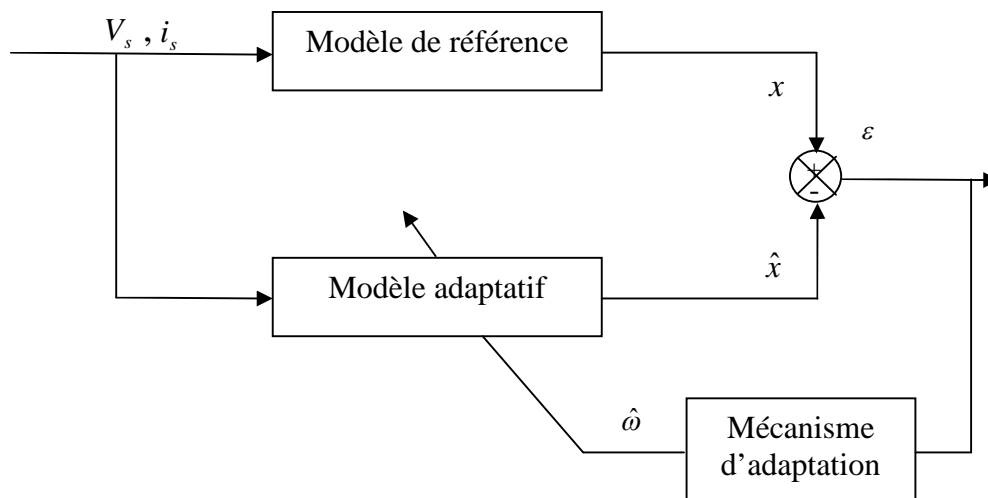 V_s , i_s
Modèle de référence
x
ε
+
-
Modèle adaptatif
x̂
ω̂
Mécanisme
d’adaptation